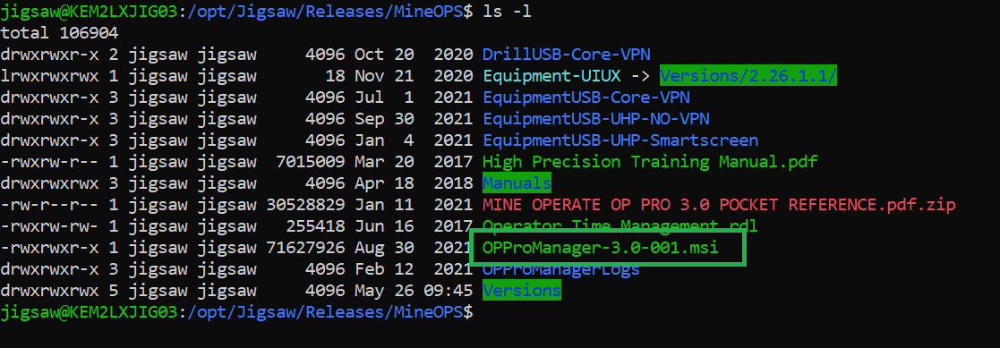 jigsaw@KEM2LXJIG03:/opt/Jigsaw/Releases/MineOPS$ ls -l
total 106904
drwxrwxr-x 2 jigsaw jigsaw     4096 Oct 20  2020 DrillUSB-Core-VPN
lrwxrwxrwx 1 jigsaw jigsaw       18 Nov 21  2020 Equipment-UIUX -> Versions/2.26.1.1/
drwxrwxr-x 3 jigsaw jigsaw     4096 Jul  1  2021 EquipmentUSB-Core-VPN
drwxrwxr-x 3 jigsaw jigsaw     4096 Sep 30  2021 EquipmentUSB-UHP-NO-VPN
drwxrwxr-x 3 jigsaw jigsaw     4096 Jan  4  2021 EquipmentUSB-UHP-Smartscreen
-rwxrw-r-- 1 jigsaw jigsaw  7015009 Mar 20  2017 High Precision Training Manual.pdf
drwxrwxrwx 3 jigsaw jigsaw     4096 Apr 18  2018 Manuals
-rw-r--r-- 1 jigsaw jigsaw 30528829 Jan 11  2021 MINE OPERATE OP PRO 3.0 POCKET REFERENCE.pdf.zip
-rwxrw-rw- 1 jigsaw jigsaw   255418 Jun 16  2017 Operator Time Management.rdl
-rwxrwxr-x 1 jigsaw jigsaw 71627926 Aug 30  2021 OPProManager-3.0-001.msi
drwxrwxr-x 3 jigsaw jigsaw     4096 Feb 12  2021 OPProManagerLogs
drwxrwxrwx 5 jigsaw jigsaw     4096 May 26 09:45 Versions
jigsaw@KEM2LXJIG03:/opt/Jigsaw/Releases/MineOPS$